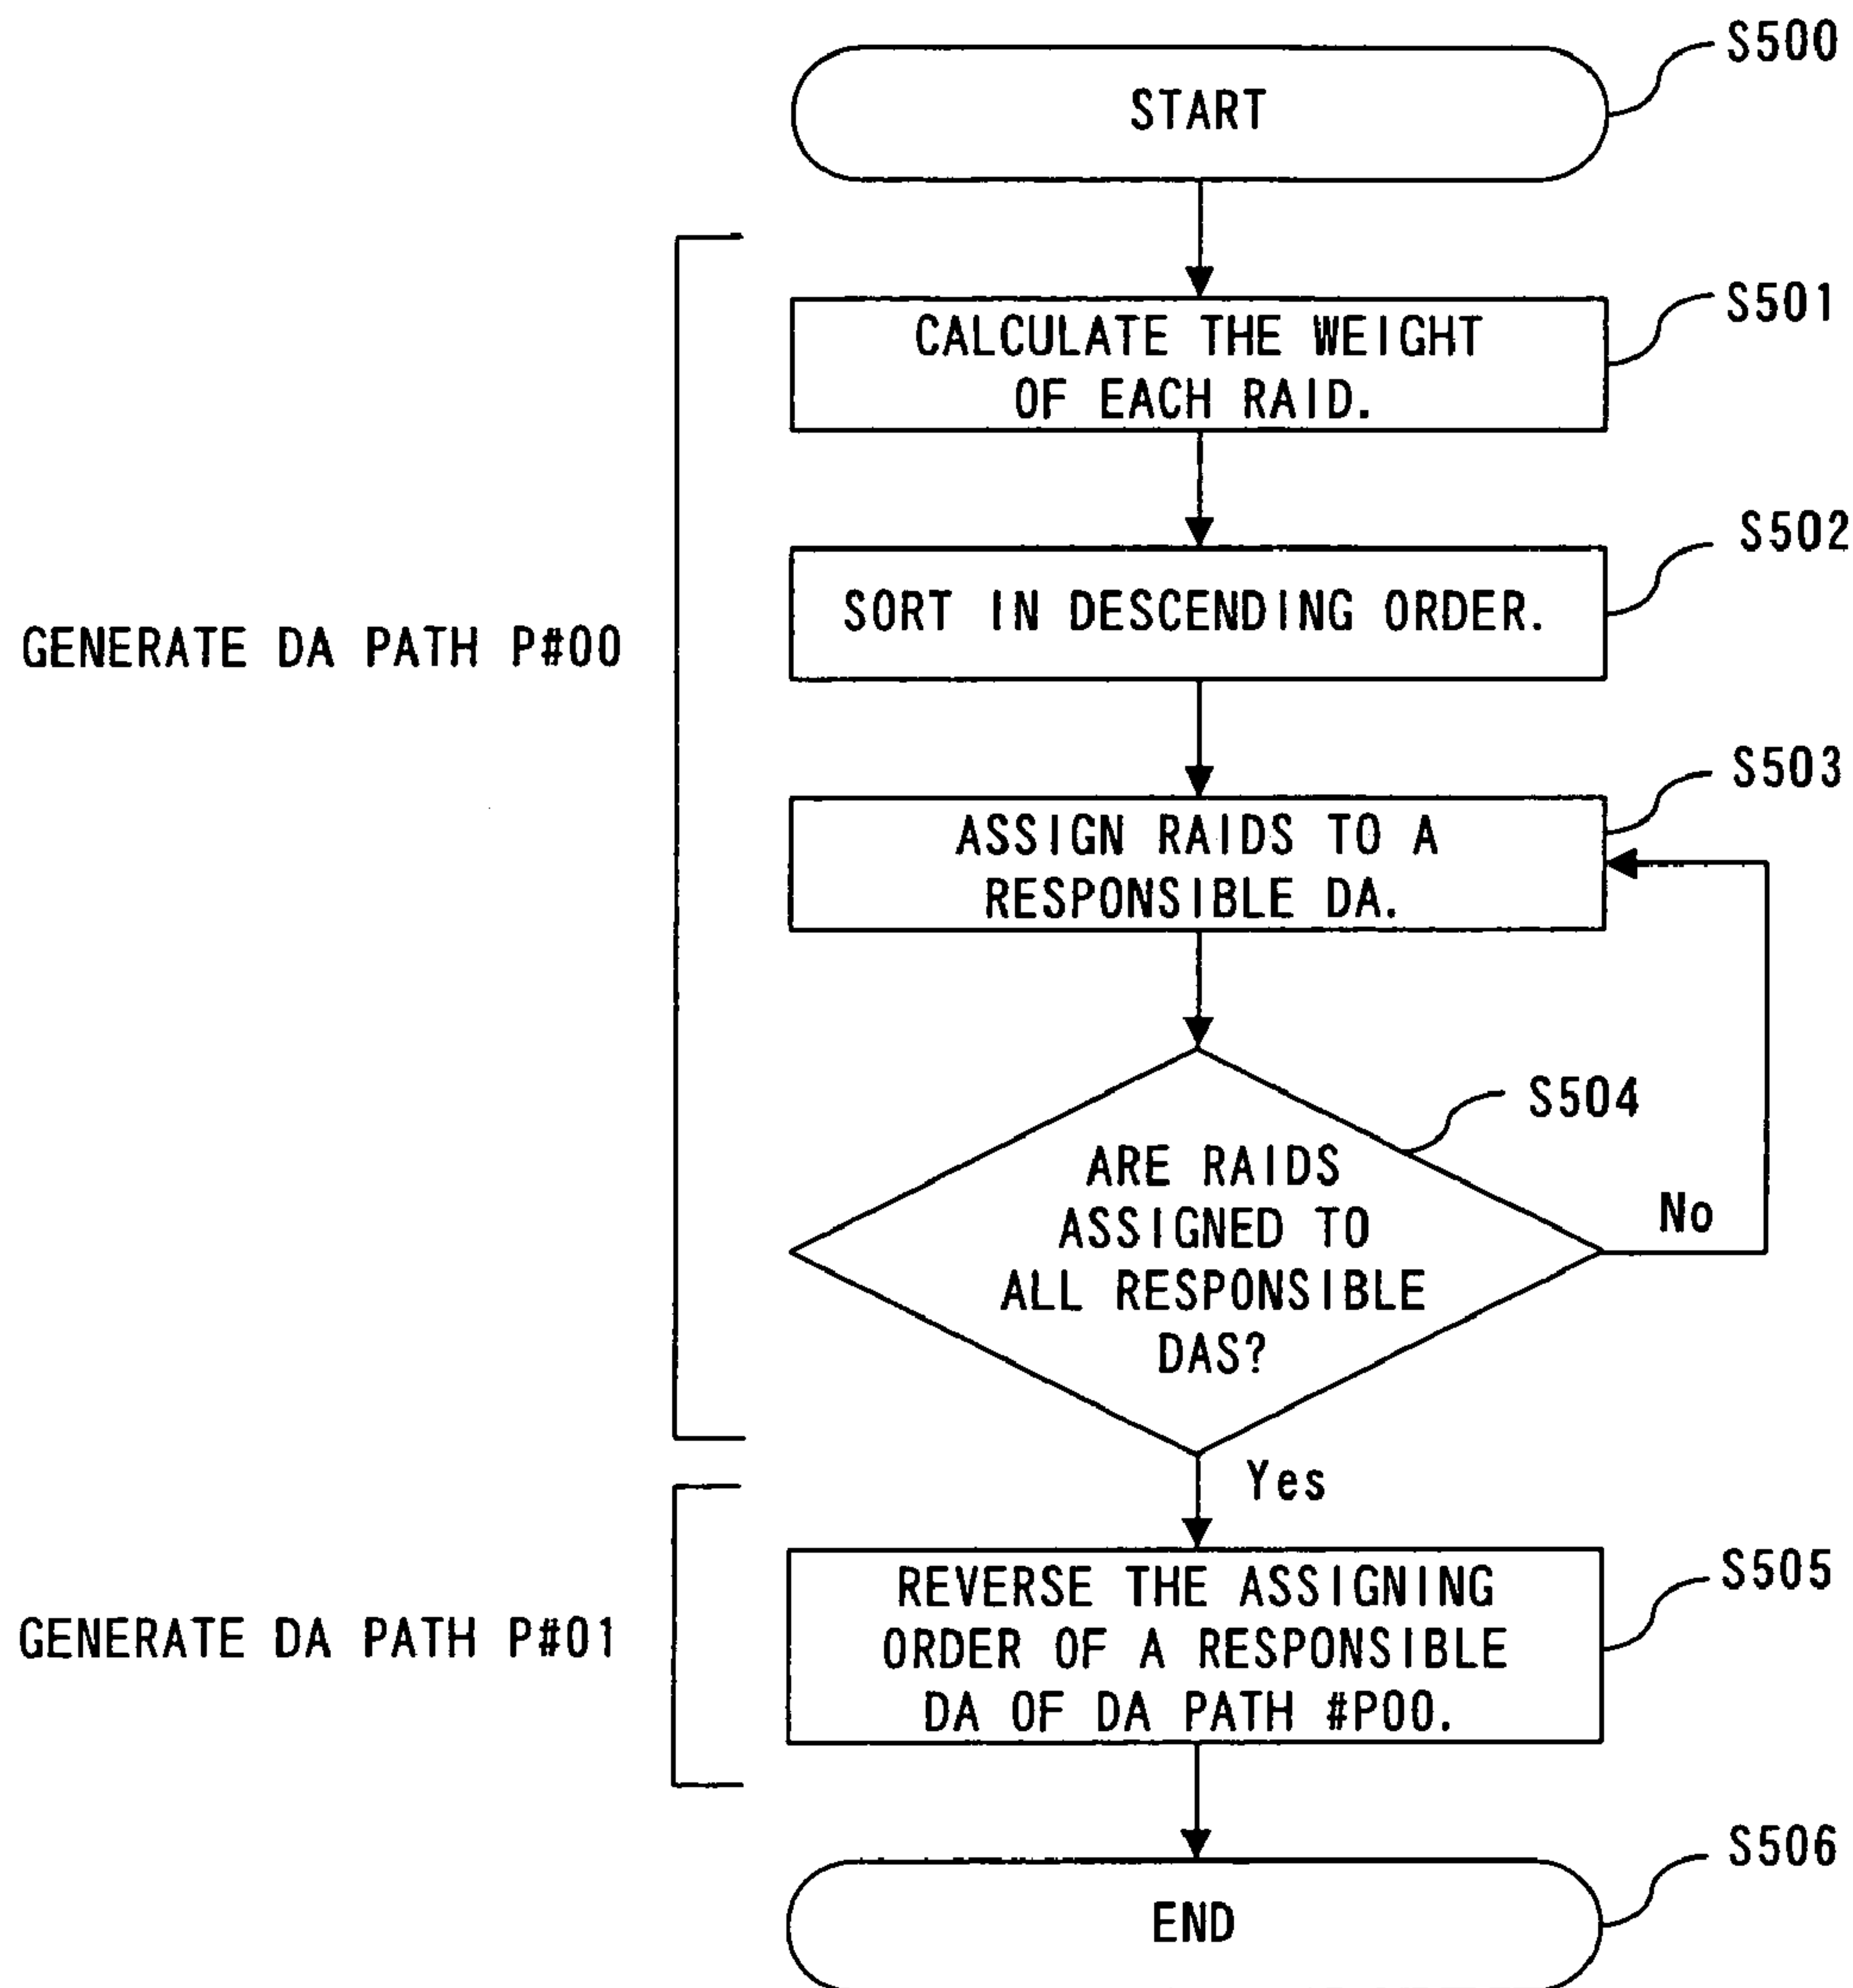 S500
START
S501
CALCULATE THE WEIGHT
OF EACH RAID.
S502
SORT IN DESCENDING ORDER.
GENERATE DA PATH P#00
S503
ASSIGN RAIDS TO A
RESPONSIBLE DA.
S504
ARE RAIDS
ASSIGNED TO
ALL RESPONSIBLE
DAS?
No
Yes
S505
REVERSE THE ASSIGNING
ORDER OF A RESPONSIBLE
DA OF DA PATH #P00.
GENERATE DA PATH P#01
S506
END